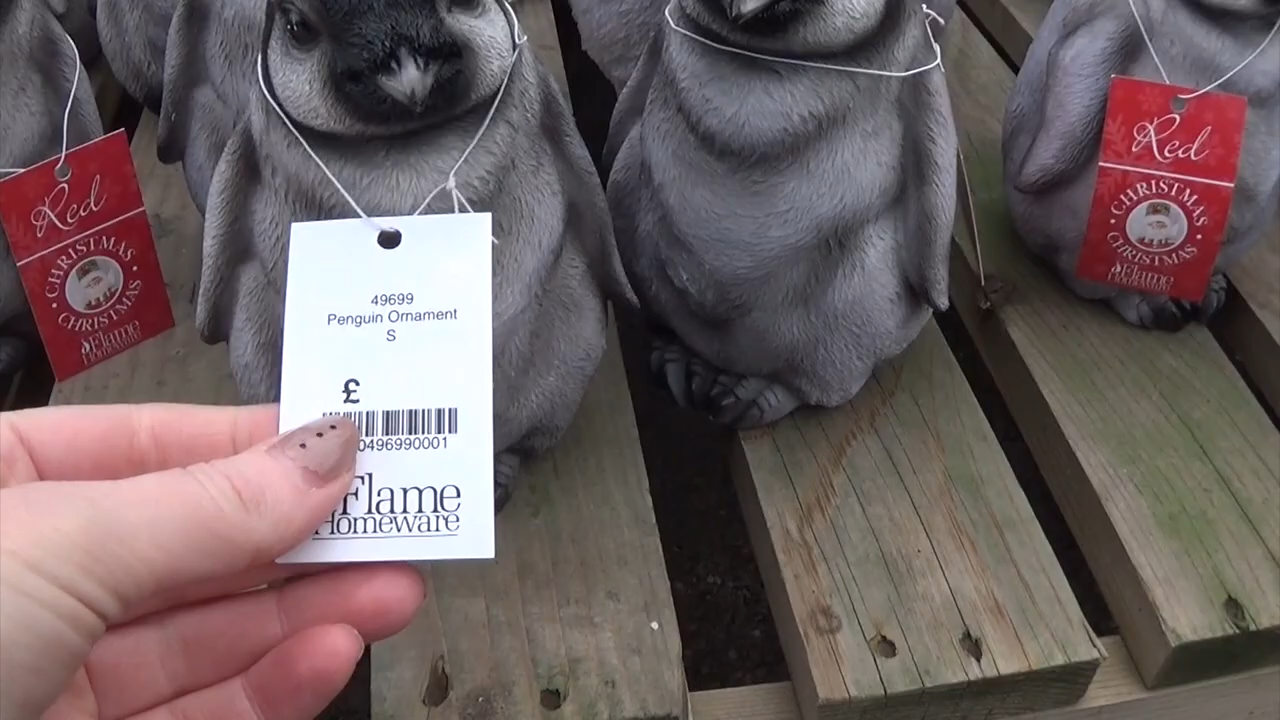 Red
CHRISTMAS
CHRISTMAS
Flame
Homeware
49699
Penguin Ornament
S
£
0496990001
Flame
Homeware
Red
CHRISTMAS
CHRISTMAS
Flame
Homeware